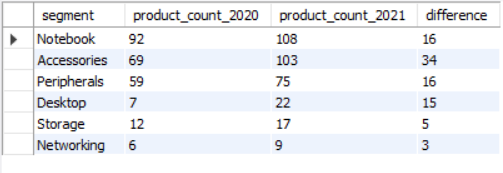 segment product_count_2020 product_count_2021 difference
Notebook 92 108 16
Accessories 69 103 34
Peripherals 59 75 16
Desktop 7 22 15
Storage 12 17 5
Networking 6 9 3